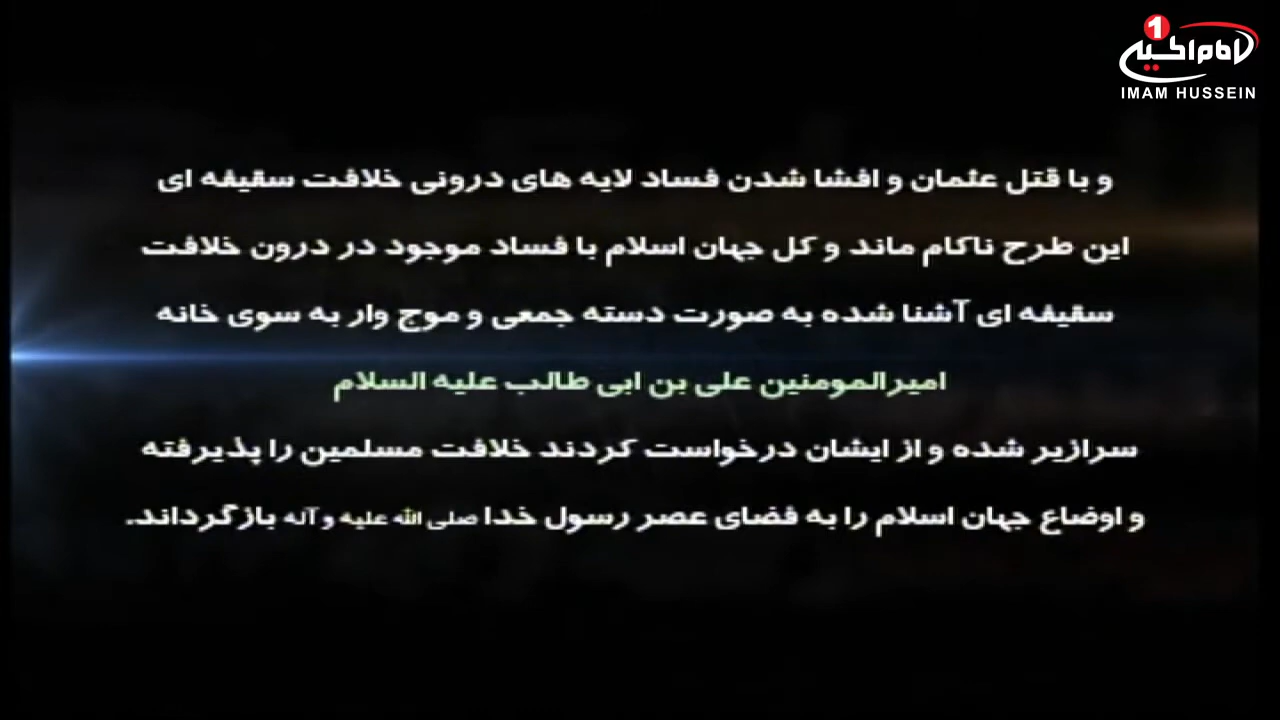 1
امام الحسین
IMAM HUSSEIN
و با قتل عثمان و افشا شدن فساد لایه های درونی خلافت سقیفه ای
این طرح ناکام ماند و کل جهان اسلام با فساد موجود در درون خلافت
سقیفه ای آشنا شده به صورت دسته جمعی و موج وار به سوی خانه
امیرالمومنین علی بن ابی طالب علیه السلام
سرازیر شده و از ایشان درخواست کردند خلافت مسلمین را پذیرفته
و اوضاع جهان اسلام را به فضای عصر رسول خدا صلی الله علیه و آله بازگرداند.